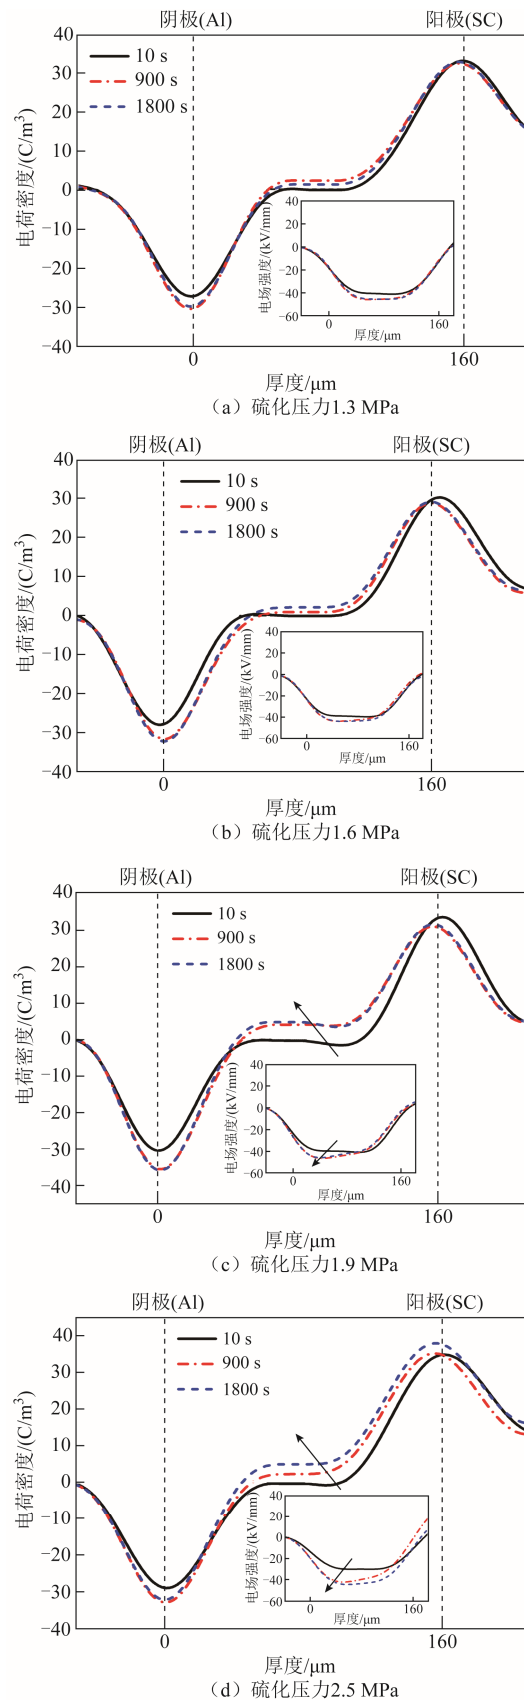 阴极(Al) 阳极(SC)
电荷密度/(C/m³)
40
30
20
10
0
−10
−20
−30
−40
10 s
900 s
1800 s
电场强度/(kV/mm)
40
20
0
−20
−40
−60
0 160
厚度/μm
0 160
厚度/μm
（a）硫化压力1.3 MPa
阴极(Al) 阳极(SC)
电荷密度/(C/m³)
40
30
20
10
0
−10
−20
−30
40
10 s
900 s
1800 s
电场强度/(kV/mm)
40
20
0
−20
−40
−60
0 160
厚度/μm
0 160
厚度/μm
（b）硫化压力1.6 MPa
阴极(Al) 阳极(SC)
电荷密度/(C/m³)
40
30
20
10
0
−10
−20
−30
−40
10 s
900 s
1800 s
电场强度/(kV/mm)
40
20
0
−20
−40
−60
0 160
厚度/μm
0 160
厚度/μm
（c）硫化压力1.9 MPa
阴极(Al) 阳极(SC)
电荷密度/(C/m³)
40
30
20
10
0
−10
−20
−30
−40
10 s
900 s
1800 s
电场强度/(kV/mm)
40
20
0
−20
−40
−60
0 160
厚度/μm
0 160
厚度/μm
（d）硫化压力2.5 MPa